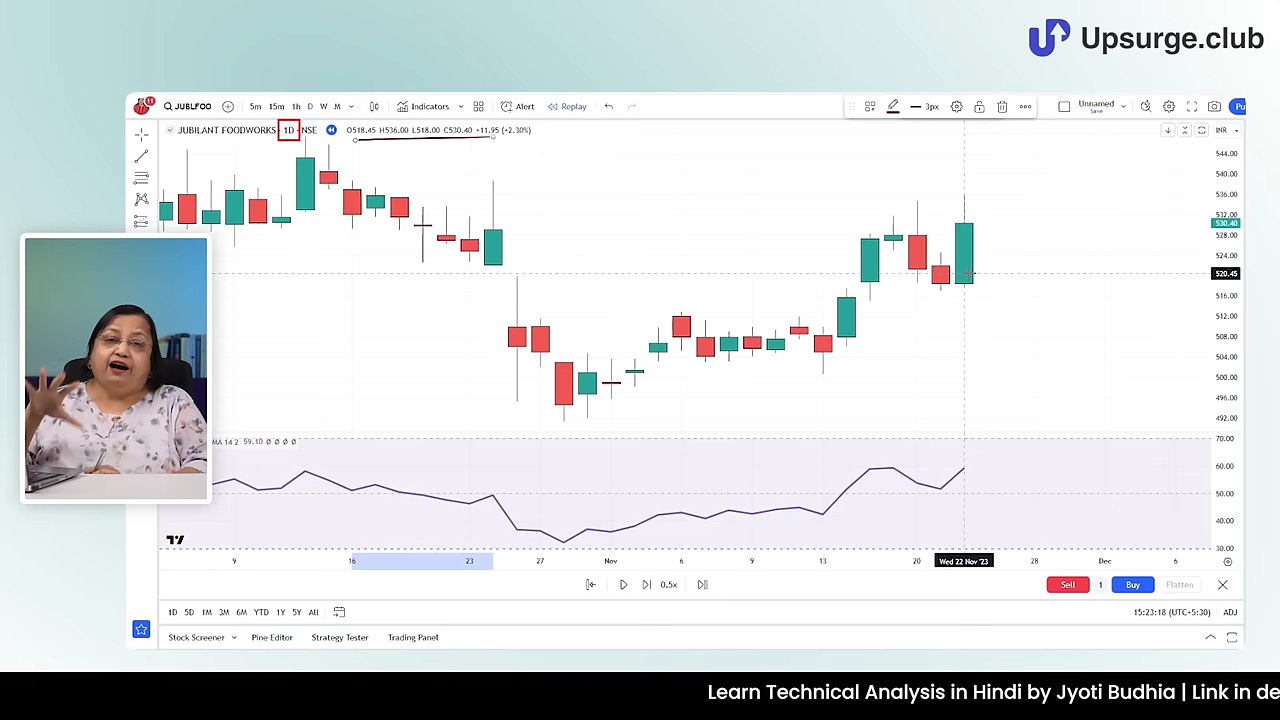 Upsurge.club
11 JUBLFOO 5m 15m 1h D W M Indicators Alert Replay 3px Unnamed Save Pu
JUBILANT FOODWORKS · 1D · NSE O518.45 H536.00 L518.00 C530.40 +11.95 (+2.30%) INR
544.00
540.00
536.00
532.00
530.40
528.00
524.00
520.45
516.00
512.00
508.00
504.00
500.00
496.00
492.00
MA 14 2 59.10 Ø Ø Ø Ø
70.00
60.00
50.00
40.00
30.00
9 16 23 27 Nov 6 9 13 20 Wed 22 Nov '23 28 Dec 6
0.5x Sell 1 Buy Flatten
1D 5D 1M 3M 6M YTD 1Y 5Y All 15:23:18 (UTC+5:30) ADJ
Stock Screener Pine Editor Strategy Tester Trading Panel
Learn Technical Analysis in Hindi by Jyoti Budhia | Link in de